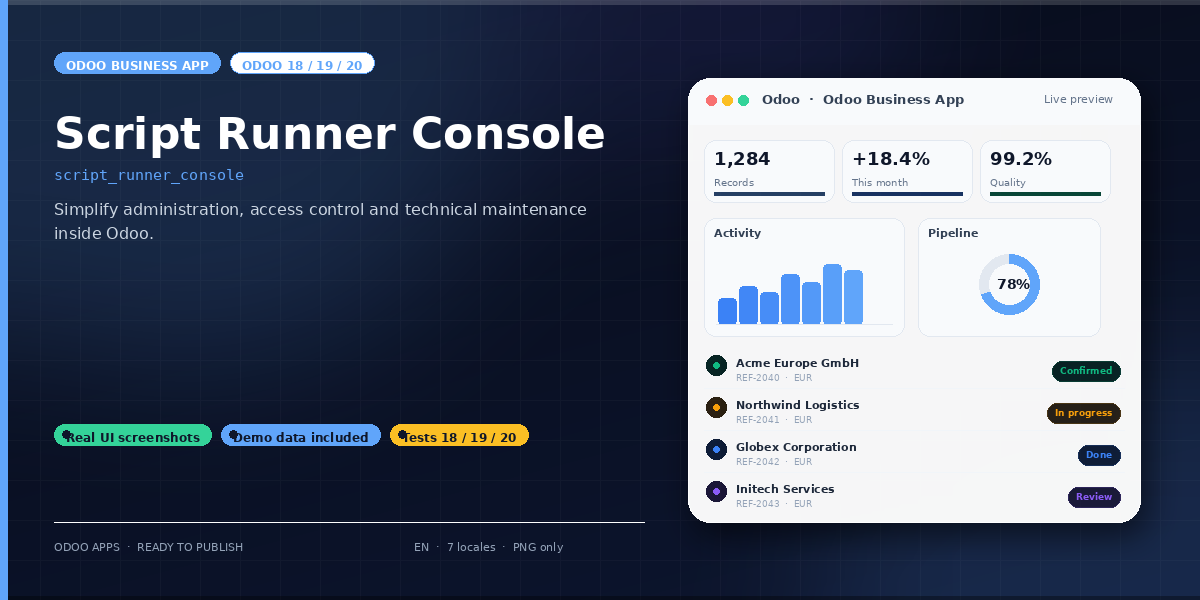 ODOO BUSINESS APP
ODOO 18 / 19 / 20
Script Runner Console
script_runner_console
Simplify administration, access control and technical maintenance
inside Odoo.
Real UI screenshots
Demo data included
Tests 18 / 19 / 20
ODOO APPS · READY TO PUBLISH
EN · 7 locales · PNG only
Odoo · Odoo Business App
Live preview
1,284
Records
+18.4%
This month
99.2%
Quality
Activity
Pipeline
78%
Acme Europe GmbH
REF-2040 · EUR
Confirmed
Northwind Logistics
REF-2041 · EUR
In progress
Globex Corporation
REF-2042 · EUR
Done
Initech Services
REF-2043 · EUR
Review